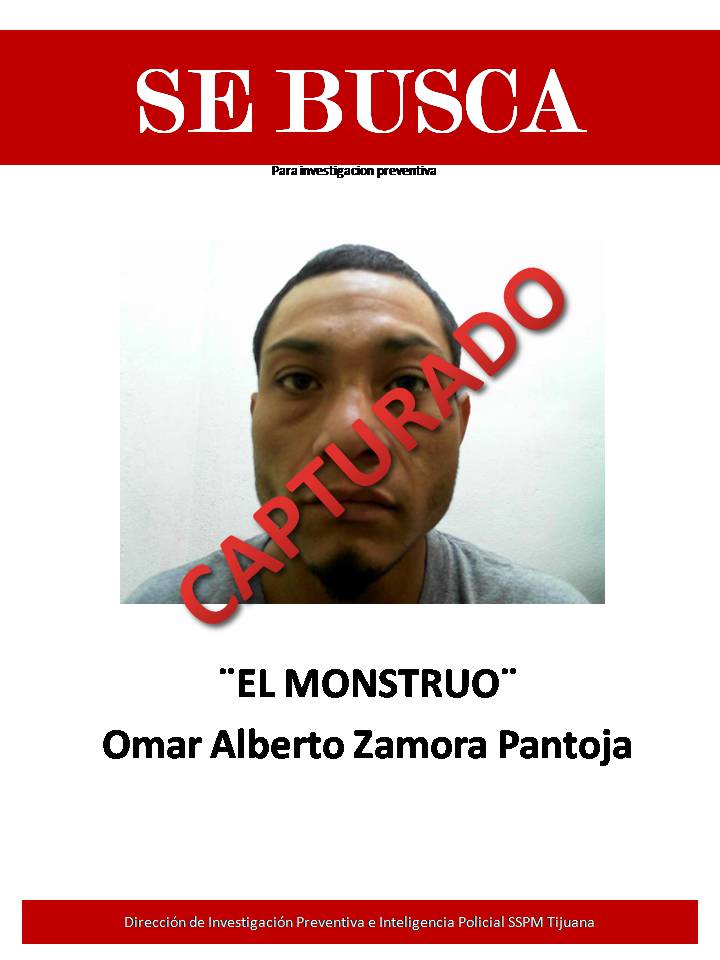 SE BUSCA
Para investigacion preventiva
CAPTURADO
¨EL MONSTRUO¨
Omar Alberto Zamora Pantoja
Dirección de Investigación Preventiva e Inteligencia Policial SSPM Tijuana